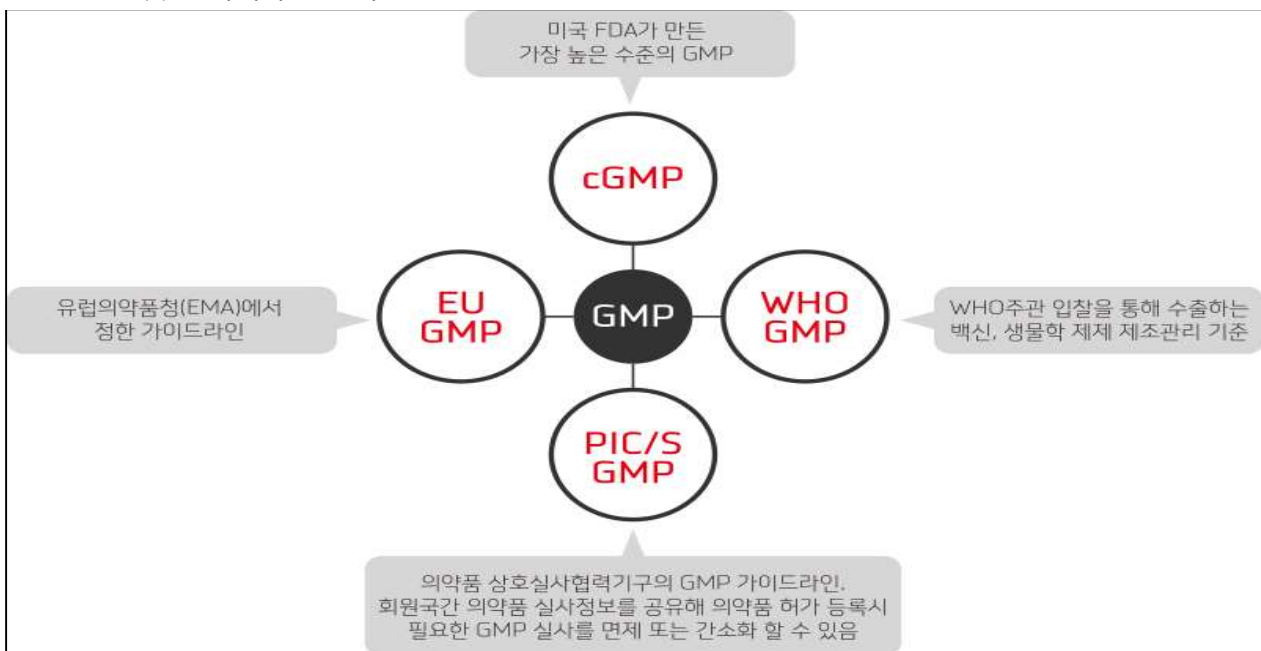 미국 FDA가 만든
가장 높은 수준의 GMP
cGMP
EU
GMP
GMP
WHO
GMP
유럽의약품청(EMA)에서
정한 가이드라인
WHO주관 입찰을 통해 수출하는
백신, 생물학 제제 제조관리 기준
PIC/S
GMP
의약품 상호실사협력기구의 GMP 가이드라인.
회원국간 의약품 실사정보를 공유해 의약품 허가 등록시
필요한 GMP 실사를 면제 또는 간소화 할 수 있음